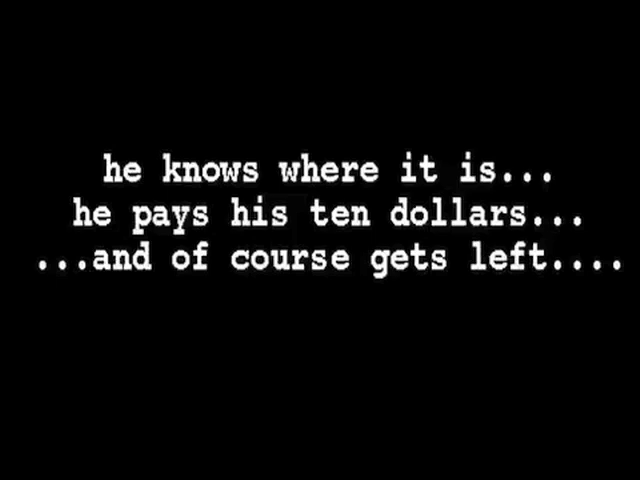 he knows where it is...
he pays his ten dollars...
...and of course gets left....